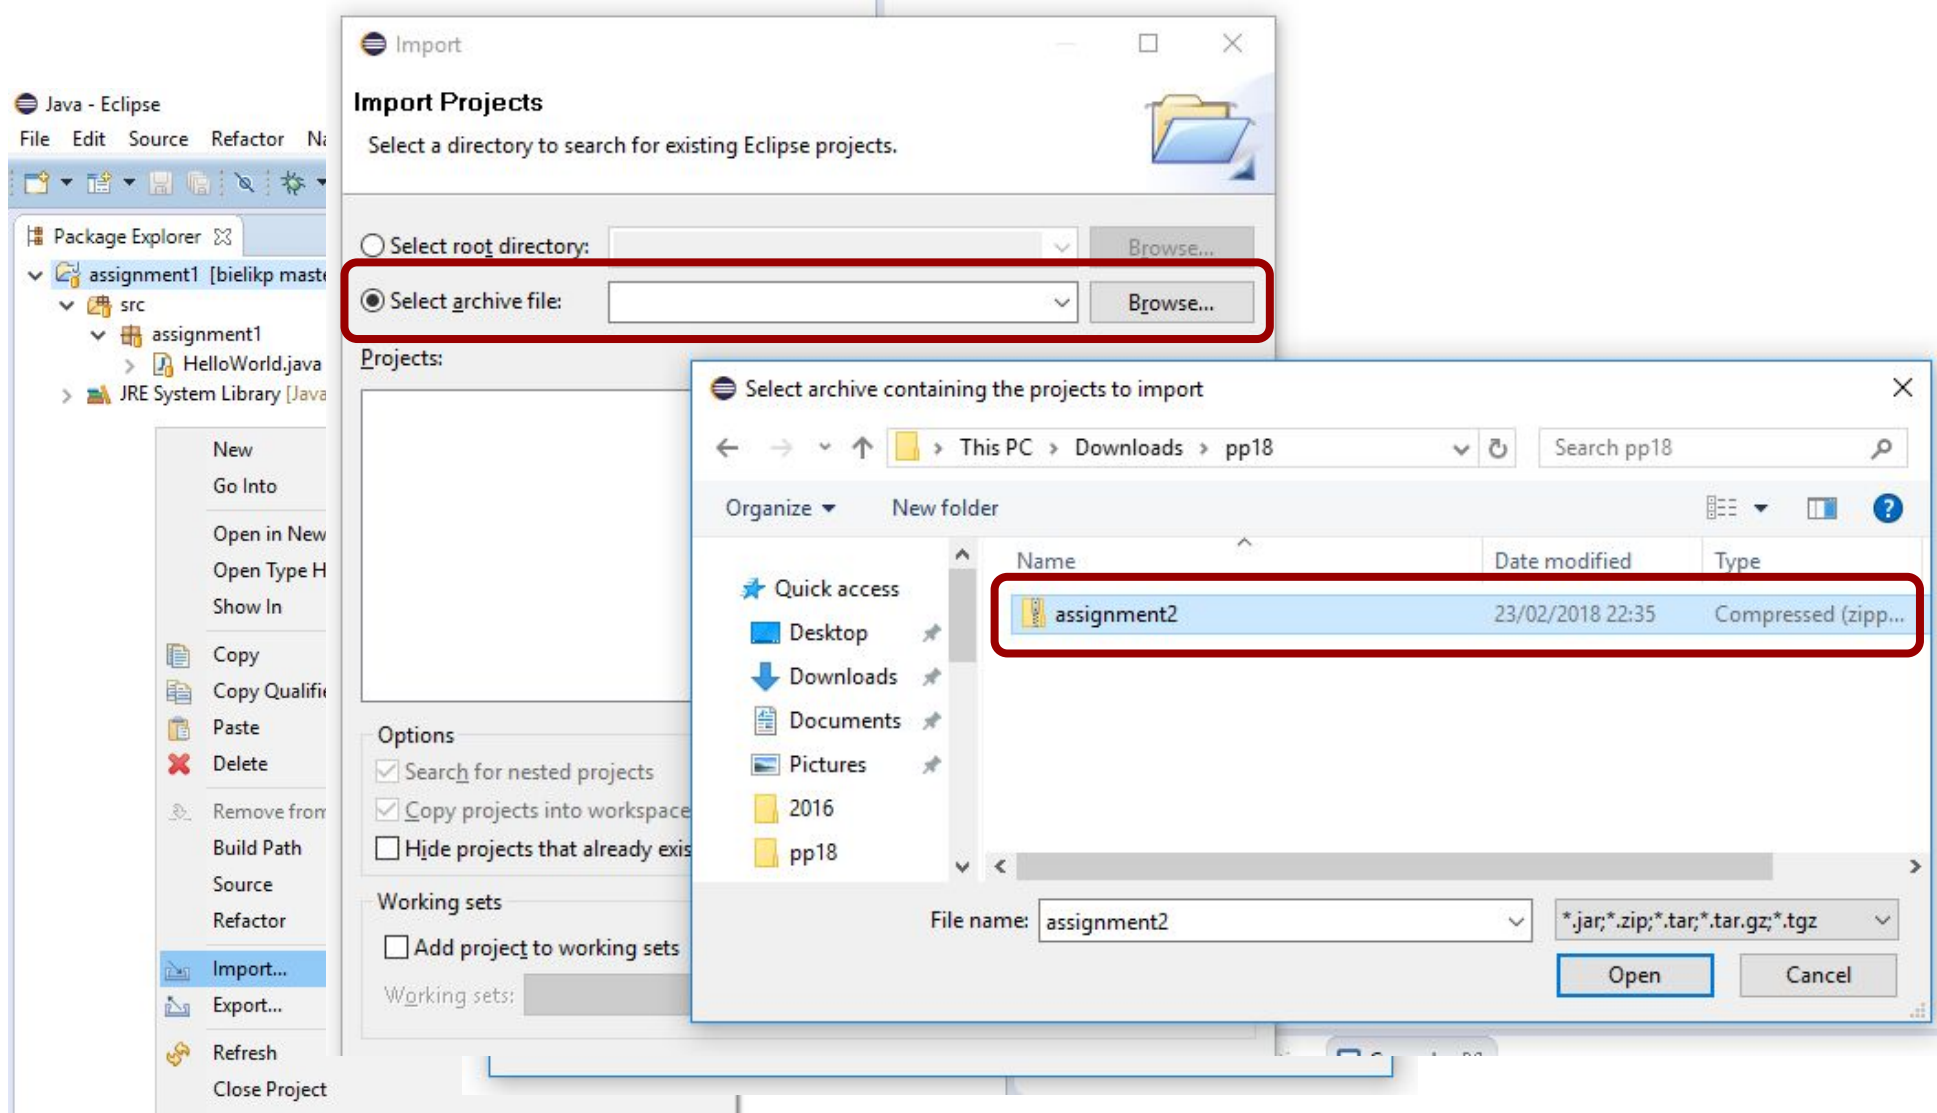 Java - Eclipse
File Edit Source Refactor
Package Explorer
assignment1 [bielikp
src
assignment1
HelloWorld.java
JRE System Library [Java
New
Go Into
Open in New
Open Type
Show In
Copy
Copy
Paste
Delete
Remove from
Build Path
Source
Refactor
Import...
Export...
Refresh
Close Project
Import
Import Projects
Select a directory to search for existing Eclipse projects.
Select root directory:
Browse...
Select archive file:
Browse...
Projects:
Options
Search for nested projects
Copy projects into workspace
Hide projects that already
Working sets
Add project to working sets
Working sets:
Select archive containing the projects to import
This PC > Downloads > pp18
Search pp18
Organize
New folder
Name Date modified Type
assignment2 23/02/2018 22:35 Compressed (zipp...
Quick access
Desktop
Downloads
Documents
Pictures
2016
pp18
File name: assignment2
*.jar;*.zip;*.tar;*.tar.gz;*.tgz
Open
Cancel